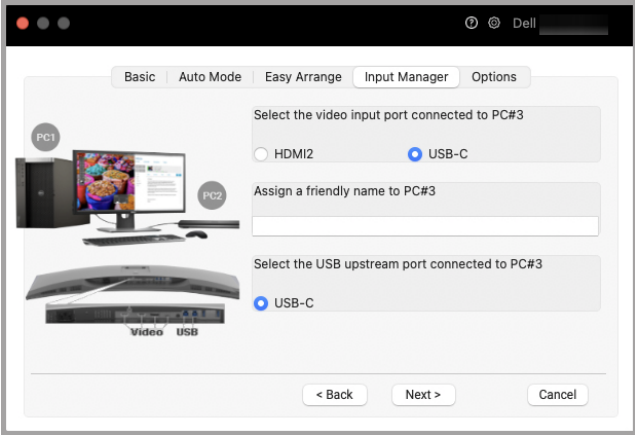 Dell
Basic
Auto Mode
Easy Arrange
Input Manager
Options
Select the video input port connected to PC#3
HDMI2
USB-C
Assign a friendly name to PC#3
Select the USB upstream port connected to PC#3
USB-C
PC1
PC2
Video
USB
< Back
Next >
Cancel